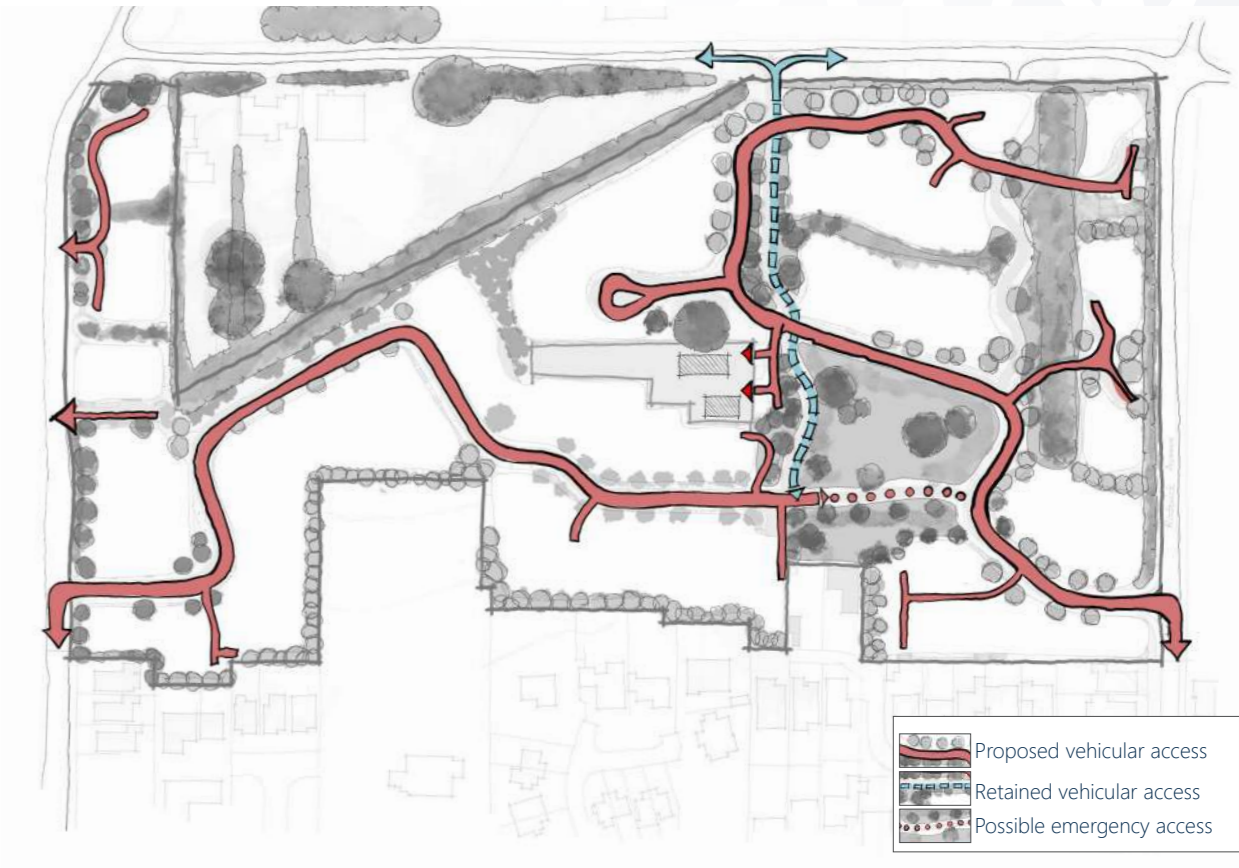 Proposed vehicular access
Retained vehicular access
Possible emergency access